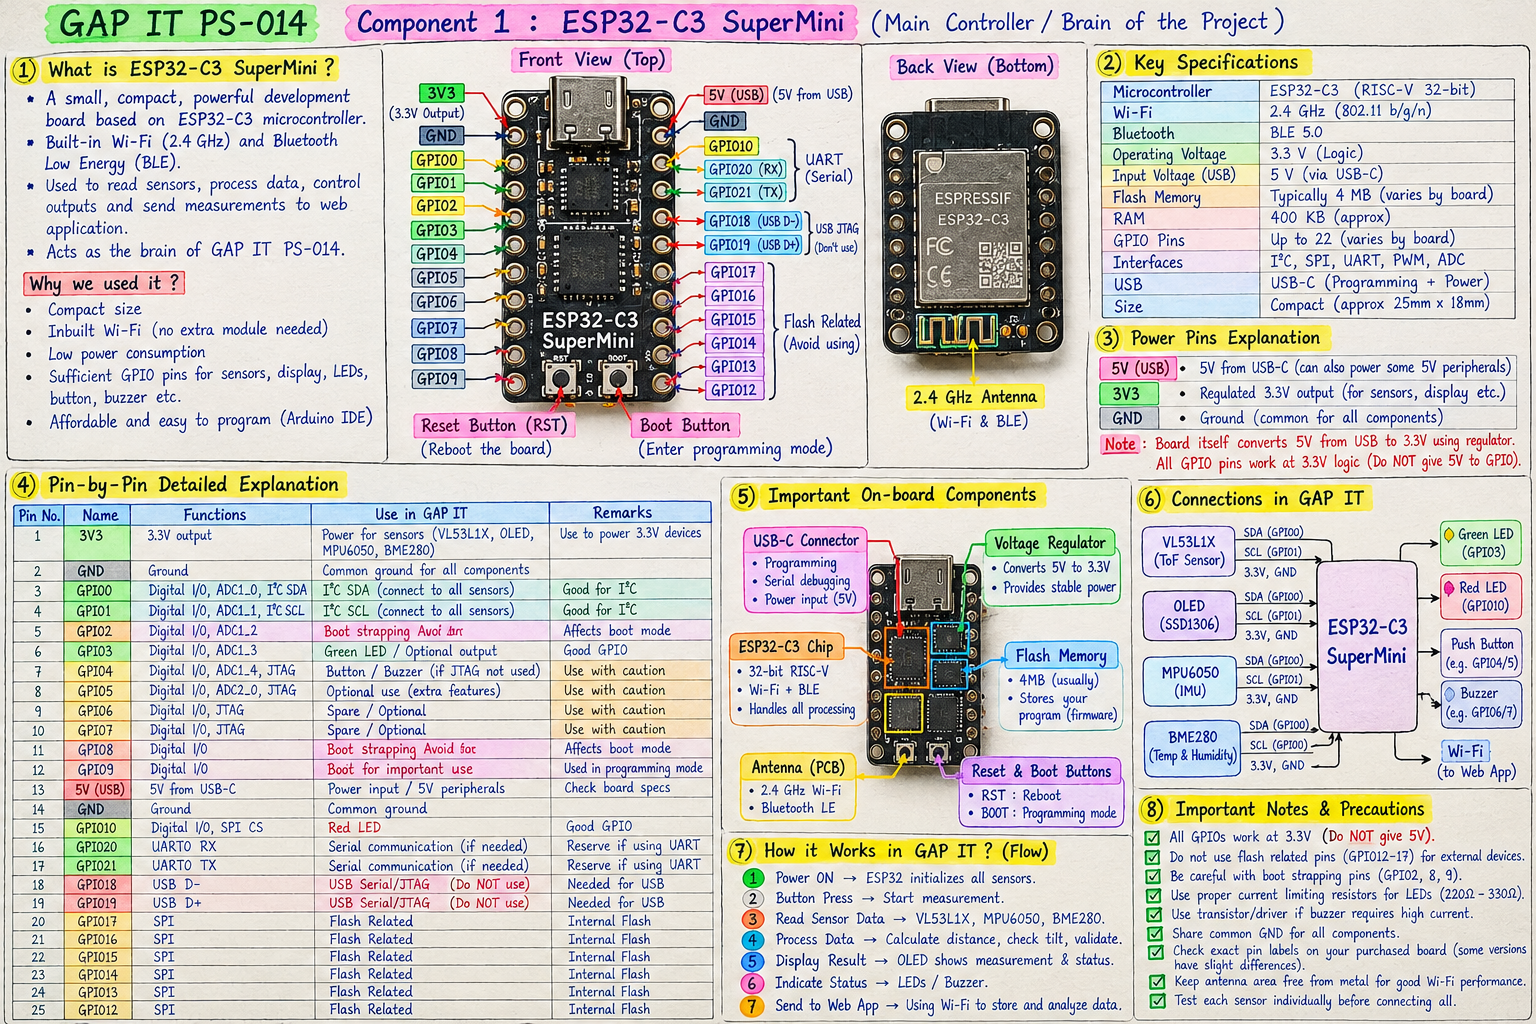 GAP IT PS-014
Component 1 : ESP32-C3 SuperMini (Main Controller / Brain of the Project)
1 What is ESP32-C3 SuperMini ?
* A small, compact, powerful development
board based on ESP32-C3 microcontroller.
* Built-in Wi-Fi (2.4 GHz) and Bluetooth
Low Energy (BLE).
* Used to read sensors, process data, control
outputs and send measurements to web
application.
* Acts as the brain of GAP IT PS-014.
Why we used it ?
• Compact size
• Inbuilt Wi-Fi (no extra module needed)
• Low power consumption
• Sufficient GPIO pins for sensors, display, LEDs,
button, buzzer etc.
• Affordable and easy to program (Arduino IDE)
Front View (Top)
3V3
(3.3V Output)
GND
GPIO0
GPIO1
GPIO2
GPIO3
GPIO4
GPIO5
GPIO6
GPIO7
GPIO8
GPIO9
ESP32-C3
SuperMini
RST
BOOT
5V (USB) (5V from USB)
GND
GPIO10
GPIO20 (RX)
GPIO21 (TX)
UART
(Serial)
GPIO18 (USB D-)
GPIO19 (USB D+)
USB JTAG
(Don't use)
GPIO17
GPIO16
GPIO15
GPIO14
GPIO13
GPIO12
Flash Related
(Avoid using)
Reset Button (RST)
(Reboot the board)
Boot Button
(Enter programming mode)
Back View (Bottom)
ESPRESSIF
ESP32-C3
FC
CE
2.4 GHz Antenna
(Wi-Fi & BLE)
2 Key Specifications
Microcontroller ESP32-C3 (RISC-V 32-bit)
Wi-Fi 2.4 GHz (802.11 b/g/n)
Bluetooth BLE 5.0
Operating Voltage 3.3 V (Logic)
Input Voltage (USB) 5 V (via USB-C)
Flash Memory Typically 4 MB (varies by board)
RAM 400 KB (approx)
GPIO Pins Up to 22 (varies by board)
Interfaces I²C, SPI, UART, PWM, ADC
USB USB-C (Programming + Power)
Size Compact (approx 25mm x 18mm)
3 Power Pins Explanation
5V (USB) • 5V from USB-C (can also power some 5V peripherals)
3V3 • Regulated 3.3V output (for sensors, display etc.)
GND • Ground (common for all components)
Note : Board itself converts 5V from USB to 3.3V using regulator.
All GPIO pins work at 3.3V logic (Do NOT give 5V to GPIO).
4 Pin-by-Pin Detailed Explanation
Pin No. Name Functions Use in GAP IT Remarks
1 3V3 3.3V output Power for sensors (VL53L1X, OLED, Use to power 3.3V devices
MPU6050, BME280)
2 GND Ground Common ground for all components
3 GPIO0 Digital I/O, ADC1_0, I²C SDA I²C SDA (connect to all sensors) Good for I²C
4 GPIO1 Digital I/O, ADC1_1, I²C SCL I²C SCL (connect to all sensors) Good for I²C
5 GPIO2 Digital I/O, ADC1_2 Boot strapping Affects boot mode
6 GPIO3 Digital I/O, ADC1_3 Green LED / Optional output Good GPIO
7 GPIO4 Digital I/O, ADC1_4, JTAG Button / Buzzer (if JTAG not used) Use with caution
8 GPIO5 Digital I/O, ADC2_0, JTAG Optional use (extra features) Use with caution
9 GPIO6 Digital I/O, JTAG Spare / Optional Use with caution
10 GPIO7 Digital I/O, JTAG Spare / Optional Use with caution
11 GPIO8 Digital I/O Boot strapping Avoid Affects boot mode
12 GPIO9 Digital I/O Boot for important use Used in programming mode
13 5V (USB) 5V from USB-C Power input / 5V peripherals Check board specs
14 GND Ground Common ground
15 GPIO10 Digital I/O, SPI CS Red LED Good GPIO
16 GPIO20 UARTO RX Serial communication (if needed) Reserve if using UART
17 GPIO21 UARTO TX Serial communication (if needed) Reserve if using UART
18 GPIO18 USB D- USB Serial/JTAG (Do NOT use) Needed for USB
19 GPIO19 USB D+ USB Serial/JTAG (Do NOT use) Needed for USB
20 GPIO17 SPI Flash Related Internal Flash
21 GPIO16 SPI Flash Related Internal Flash
22 GPIO15 SPI Flash Related Internal Flash
23 GPIO14 SPI Flash Related Internal Flash
24 GPIO13 SPI Flash Related Internal Flash
25 GPIO12 SPI Flash Related Internal Flash
5 Important On-board Components
USB-C Connector
• Programming
• Serial debugging
• Power input (5V)
Voltage Regulator
• Converts 5V to 3.3V
• Provides stable power
ESP32-C3 Chip
• 32-bit RISC-V
• Wi-Fi + BLE
• Handles all processing
Flash Memory
• 4MB (usually)
• Stores your
program (firmware)
Antenna (PCB)
• 2.4 GHz Wi-Fi
• Bluetooth LE
Reset & Boot Buttons
• RST : Reboot
• BOOT : Programming mode
6 Connections in GAP IT
VL53L1X
(ToF Sensor)
SDA (GPIO0)
SCL (GPIO1)
3.3V, GND
OLED
(SSD1306)
SDA (GPIO0)
SCL (GPIO1)
3.3V, GND
MPU6050
(IMU)
SDA (GPIO0)
SCL (GPIO1)
3.3V, GND
BME280
(Temp & Humidity)
SDA (GPIO0)
SCL (GPIO0)
3.3V, GND
ESP32-C3
SuperMini
Green LED
(GPIO3)
Red LED
(GPIO10)
Push Button
(e.g. GPIO4/5)
Buzzer
(e.g. GPIO6/7)
Wi-Fi
(to Web App)
7 How it Works in GAP IT ? (Flow)
1 Power ON → ESP32 initializes all sensors.
2 Button Press → Start measurement.
3 Read Sensor Data → VL53L1X, MPU6050, BME280.
4 Process Data → Calculate distance, check tilt, validate.
5 Display Result → OLED shows measurement & status.
6 Indicate Status → LEDs / Buzzer.
7 Send to Web App → Using Wi-Fi to store and analyze data.
8 Important Notes & Precautions
All GPIOs work at 3.3V (Do NOT give 5V).
Do not use flash related pins (GPIO12-17) for external devices.
Be careful with boot strapping pins (GPIO2, 8, 9).
Use proper current limiting resistors for LEDs (220Ω - 330Ω).
Use transistor/driver if buzzer requires high current.
Share common GND for all components.
Check exact pin labels on your purchased board (some versions
have slight differences).
Keep antenna area free from metal for good Wi-Fi performance.
Test each sensor individually before connecting all.